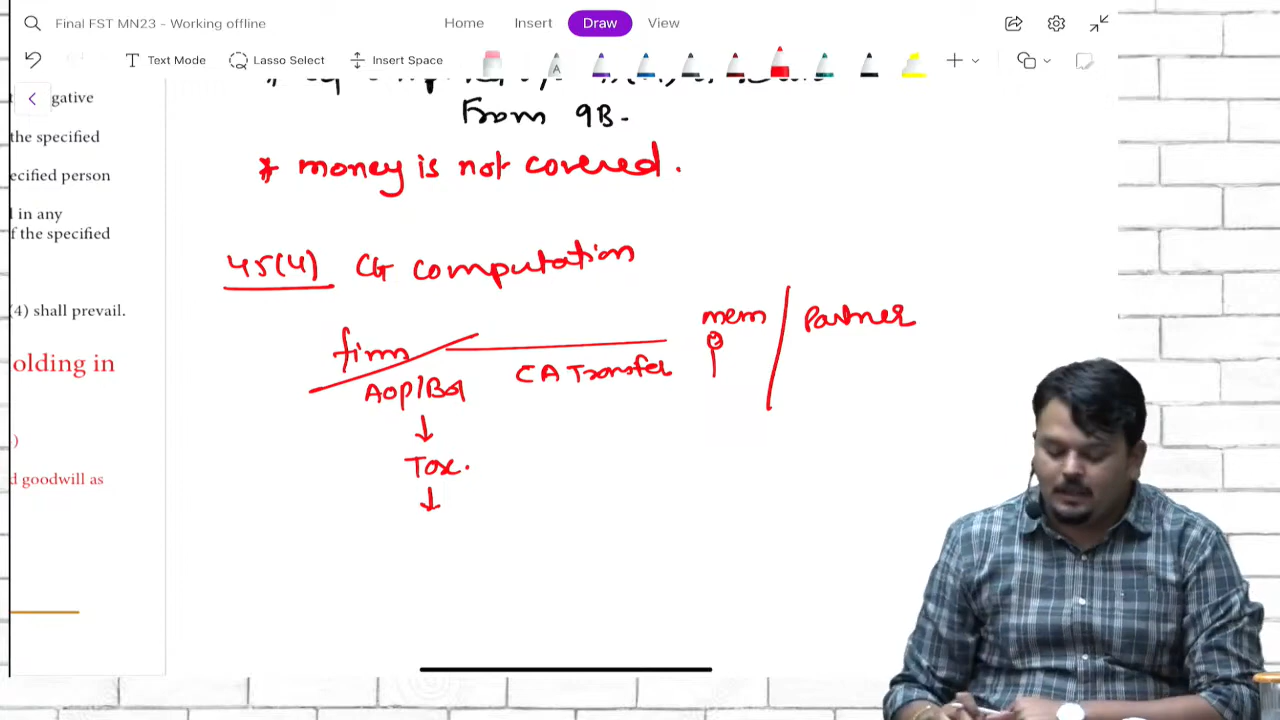 Final FST MN23 - Working offline
Home Insert Draw View
Text Mode Lasso Select Insert Space
gative
the specified
ecified person
l in any
f the specified
(4) shall prevail.
olding in
)
d goodwill as
From 9B.
* money is not covered.
45(4) CG computation
mem / Partner
firm
AOP/BOI
CA Transfer
↓
Tax.
↓